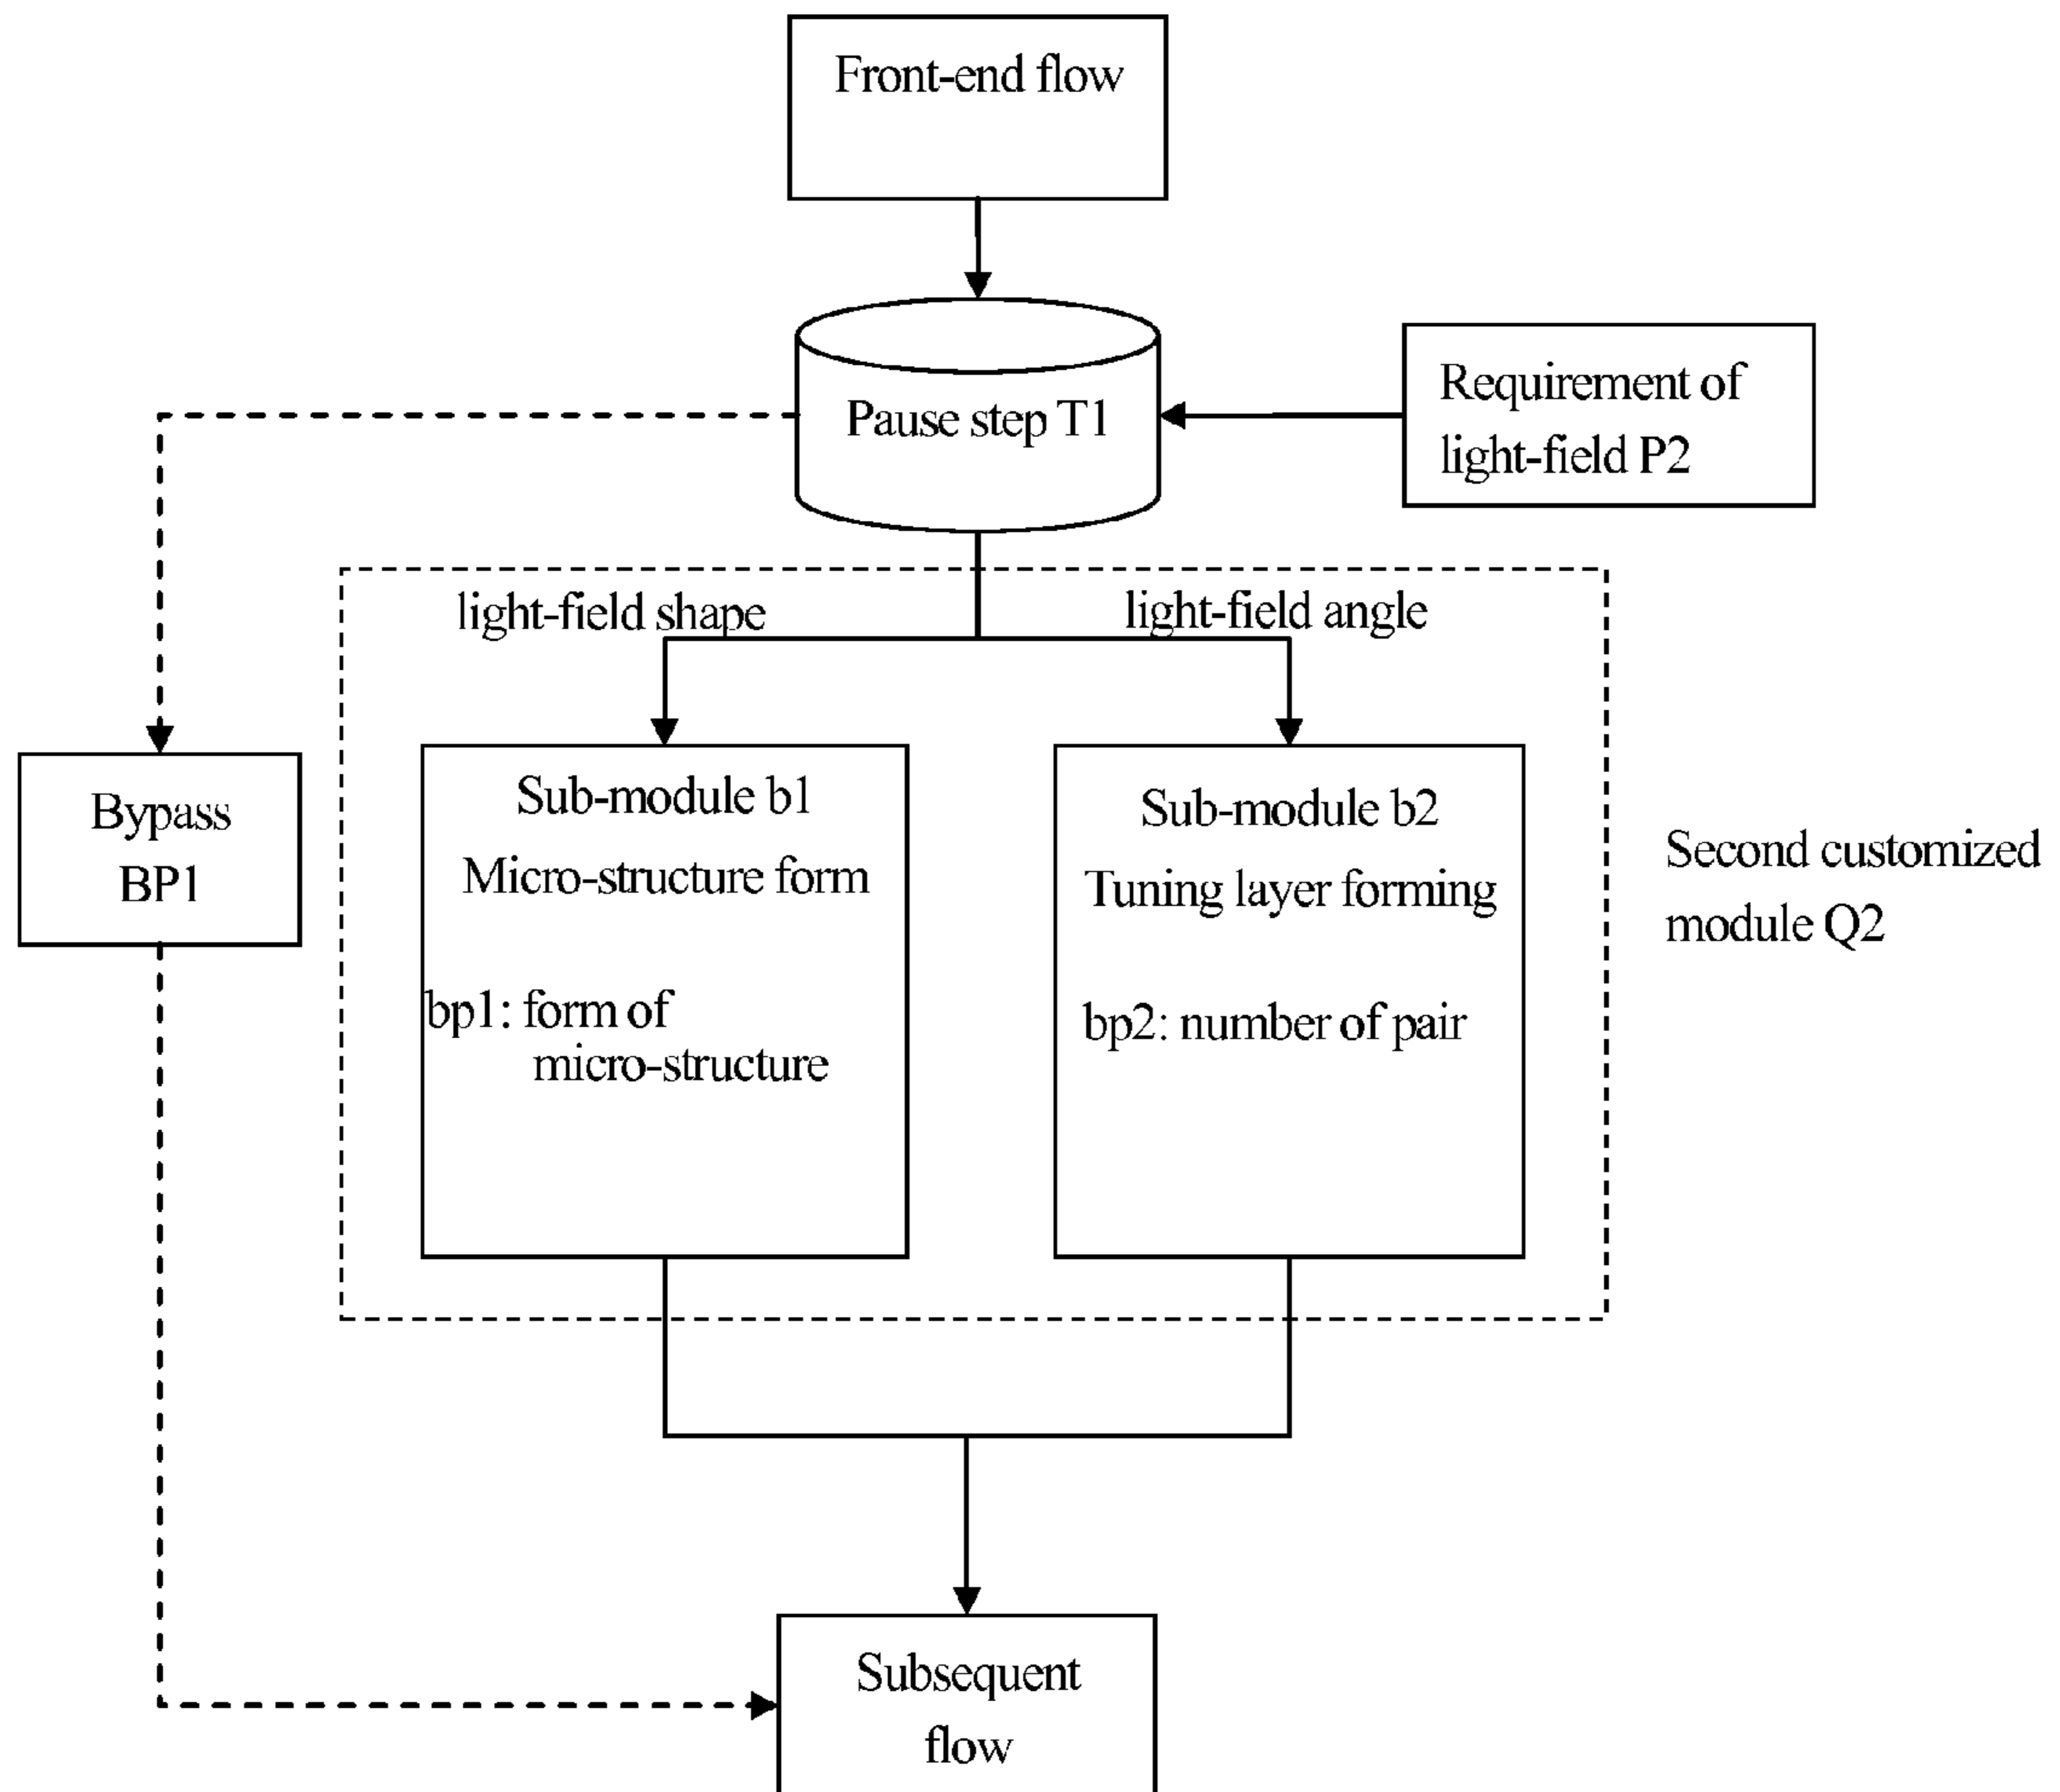 Front-end flow
Pause step T1
Requirement of
light-field P2
light-field shape
light-field angle
Bypass
BP1
Sub-module b1
Micro-structure form
bp1: form of
micro-structure
Sub-module b2
Tuning layer forming
bp2: number of pair
Second customized
module Q2
Subsequent
flow